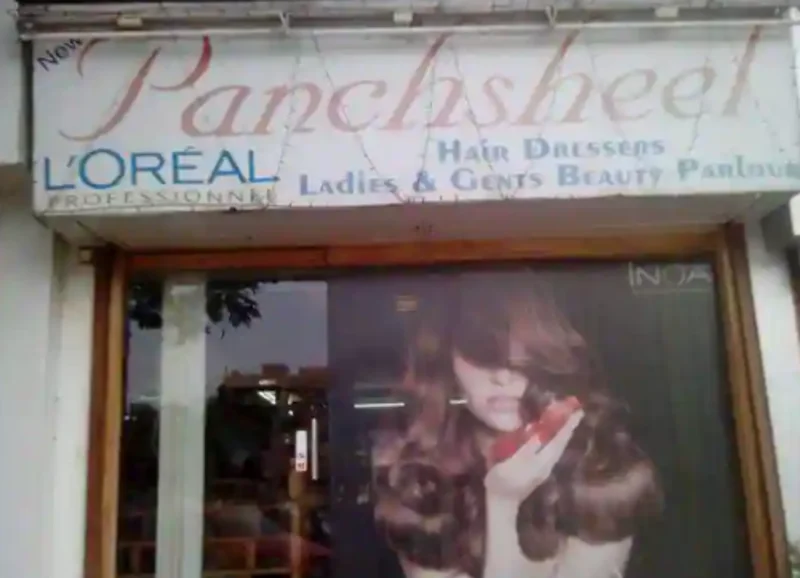 New Panchsheel
L'ORÉAL
PROFESSIONNEL
Hair Dressers
Ladies & Gents Beauty Parlour
INOA